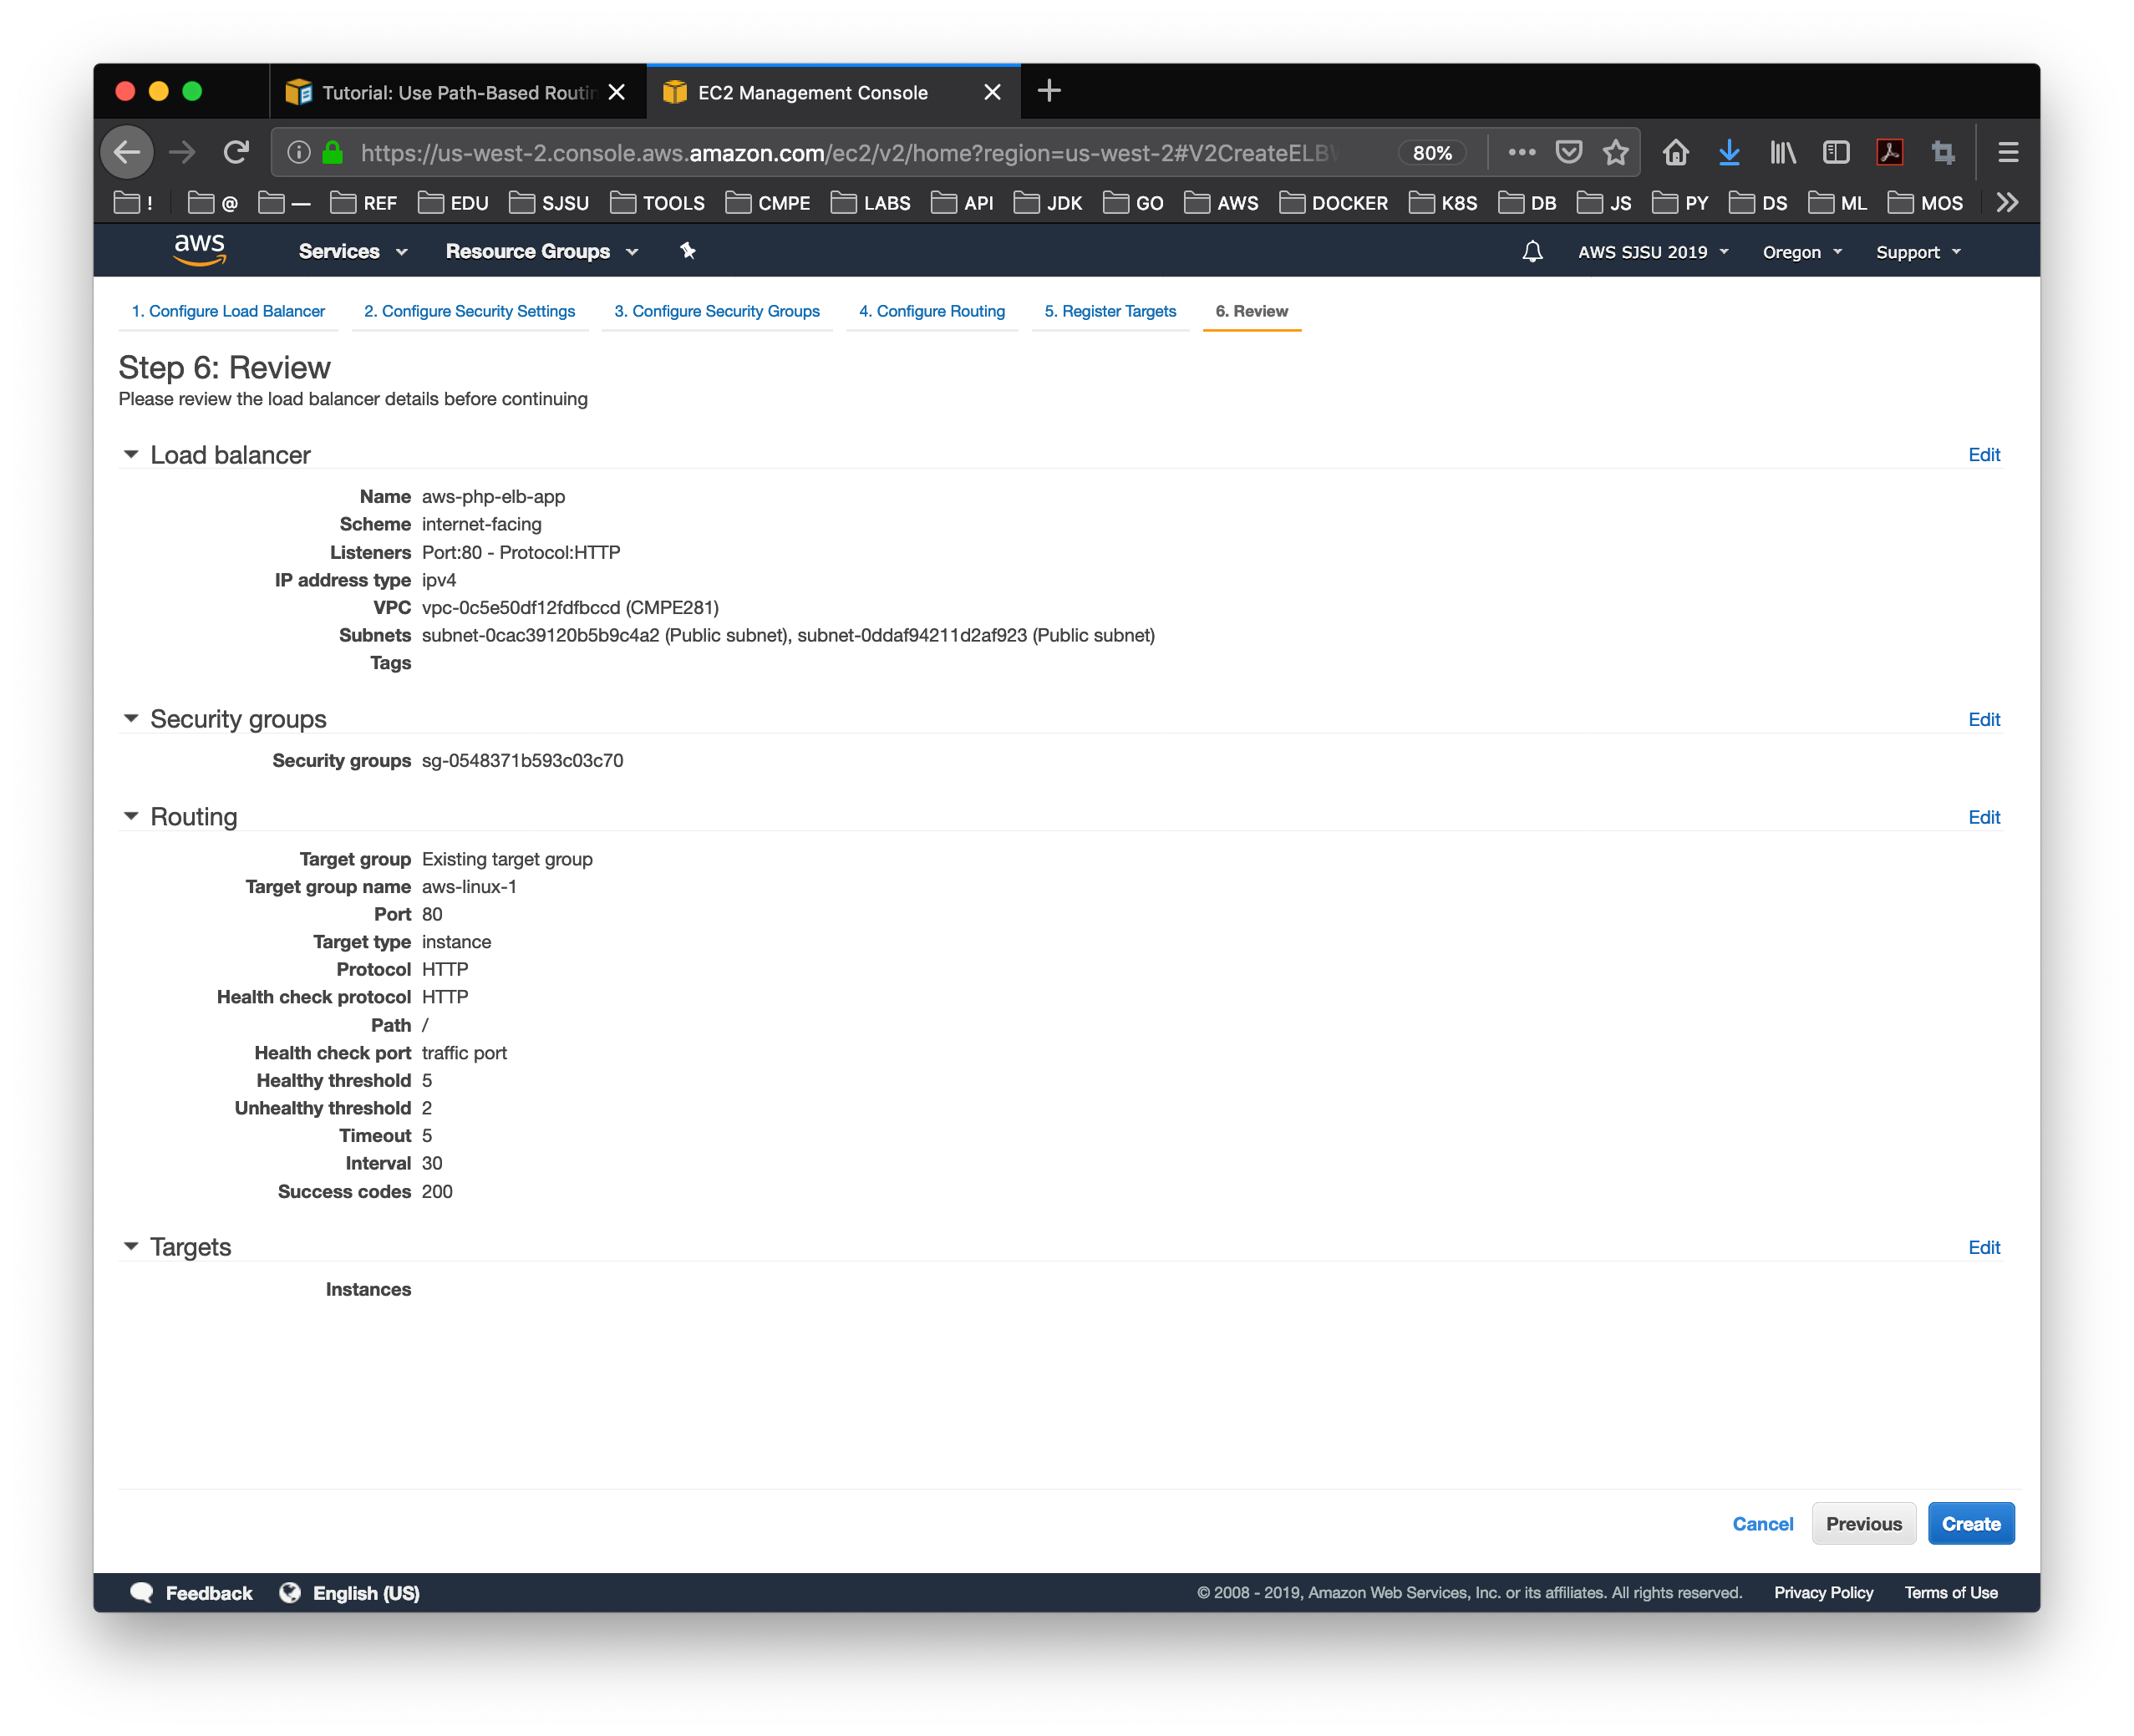 Tutorial: Use Path-Based Routin
EC2 Management Console
https://us-west-2.console.aws.amazon.com/ec2/v2/home?region=us-west-2#V2CreateELBW
80%
! @ — REF EDU SJSU TOOLS CMPE LABS API JDK GO AWS DOCKER K8S DB JS PY DS ML MOS
aws Services Resource Groups AWS SJSU 2019 Oregon Support
1. Configure Load Balancer 2. Configure Security Settings 3. Configure Security Groups 4. Configure Routing 5. Register Targets 6. Review
Step 6: Review
Please review the load balancer details before continuing
Load balancer Edit
Name aws-php-elb-app
Scheme internet-facing
Listeners Port:80 - Protocol:HTTP
IP address type ipv4
VPC vpc-0c5e50df12fdfbccd (CMPE281)
Subnets subnet-0cac39120b5b9c4a2 (Public subnet), subnet-0ddaf94211d2af923 (Public subnet)
Tags
Security groups Edit
Security groups sg-0548371b593c03c70
Routing Edit
Target group Existing target group
Target group name aws-linux-1
Port 80
Target type instance
Protocol HTTP
Health check protocol HTTP
Path /
Health check port traffic port
Healthy threshold 5
Unhealthy threshold 2
Timeout 5
Interval 30
Success codes 200
Targets Edit
Instances
Cancel Previous Create
Feedback English (US) © 2008 - 2019, Amazon Web Services, Inc. or its affiliates. All rights reserved. Privacy Policy Terms of Use